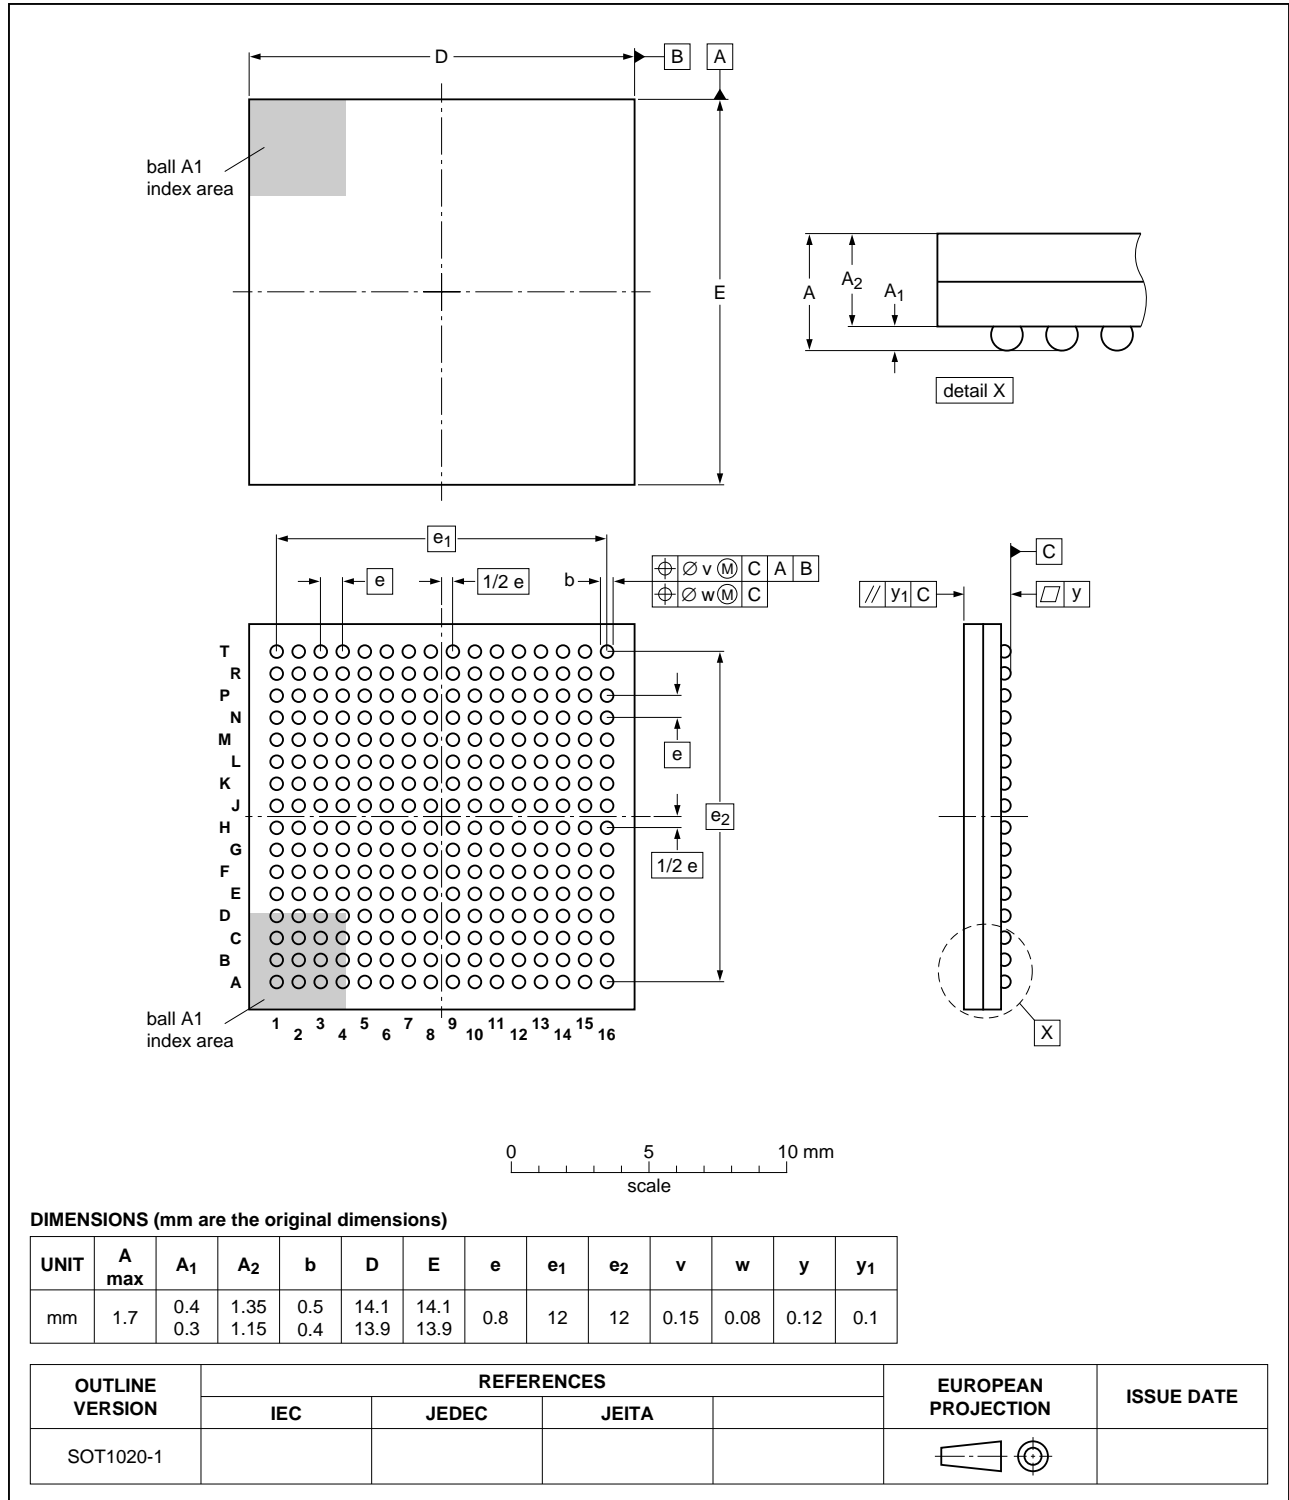 D
B
A
ball A1
index area
E
A
A2
A1
detail X
e1
e
1/2 e
b
⌖ ∅ v Ⓜ C A B
⌖ ∅ w Ⓜ C
C
// y1 C
▱ y
T
R
P
N
M
L
K
J
H
G
F
E
D
C
B
A
e
e2
1/2 e
ball A1
index area
1 2 3 4 5 6 7 8 9 10 11 12 13 14 15 16
X
0 5 10 mm
scale
DIMENSIONS (mm are the original dimensions)
UNIT A max A1 A2 b D E e e1 e2 v w y y1
mm 1.7 0.4 0.3 1.35 1.15 0.5 0.4 14.1 13.9 14.1 13.9 0.8 12 12 0.15 0.08 0.12 0.1
OUTLINE VERSION REFERENCES EUROPEAN PROJECTION ISSUE DATE
IEC JEDEC JEITA
SOT1020-1